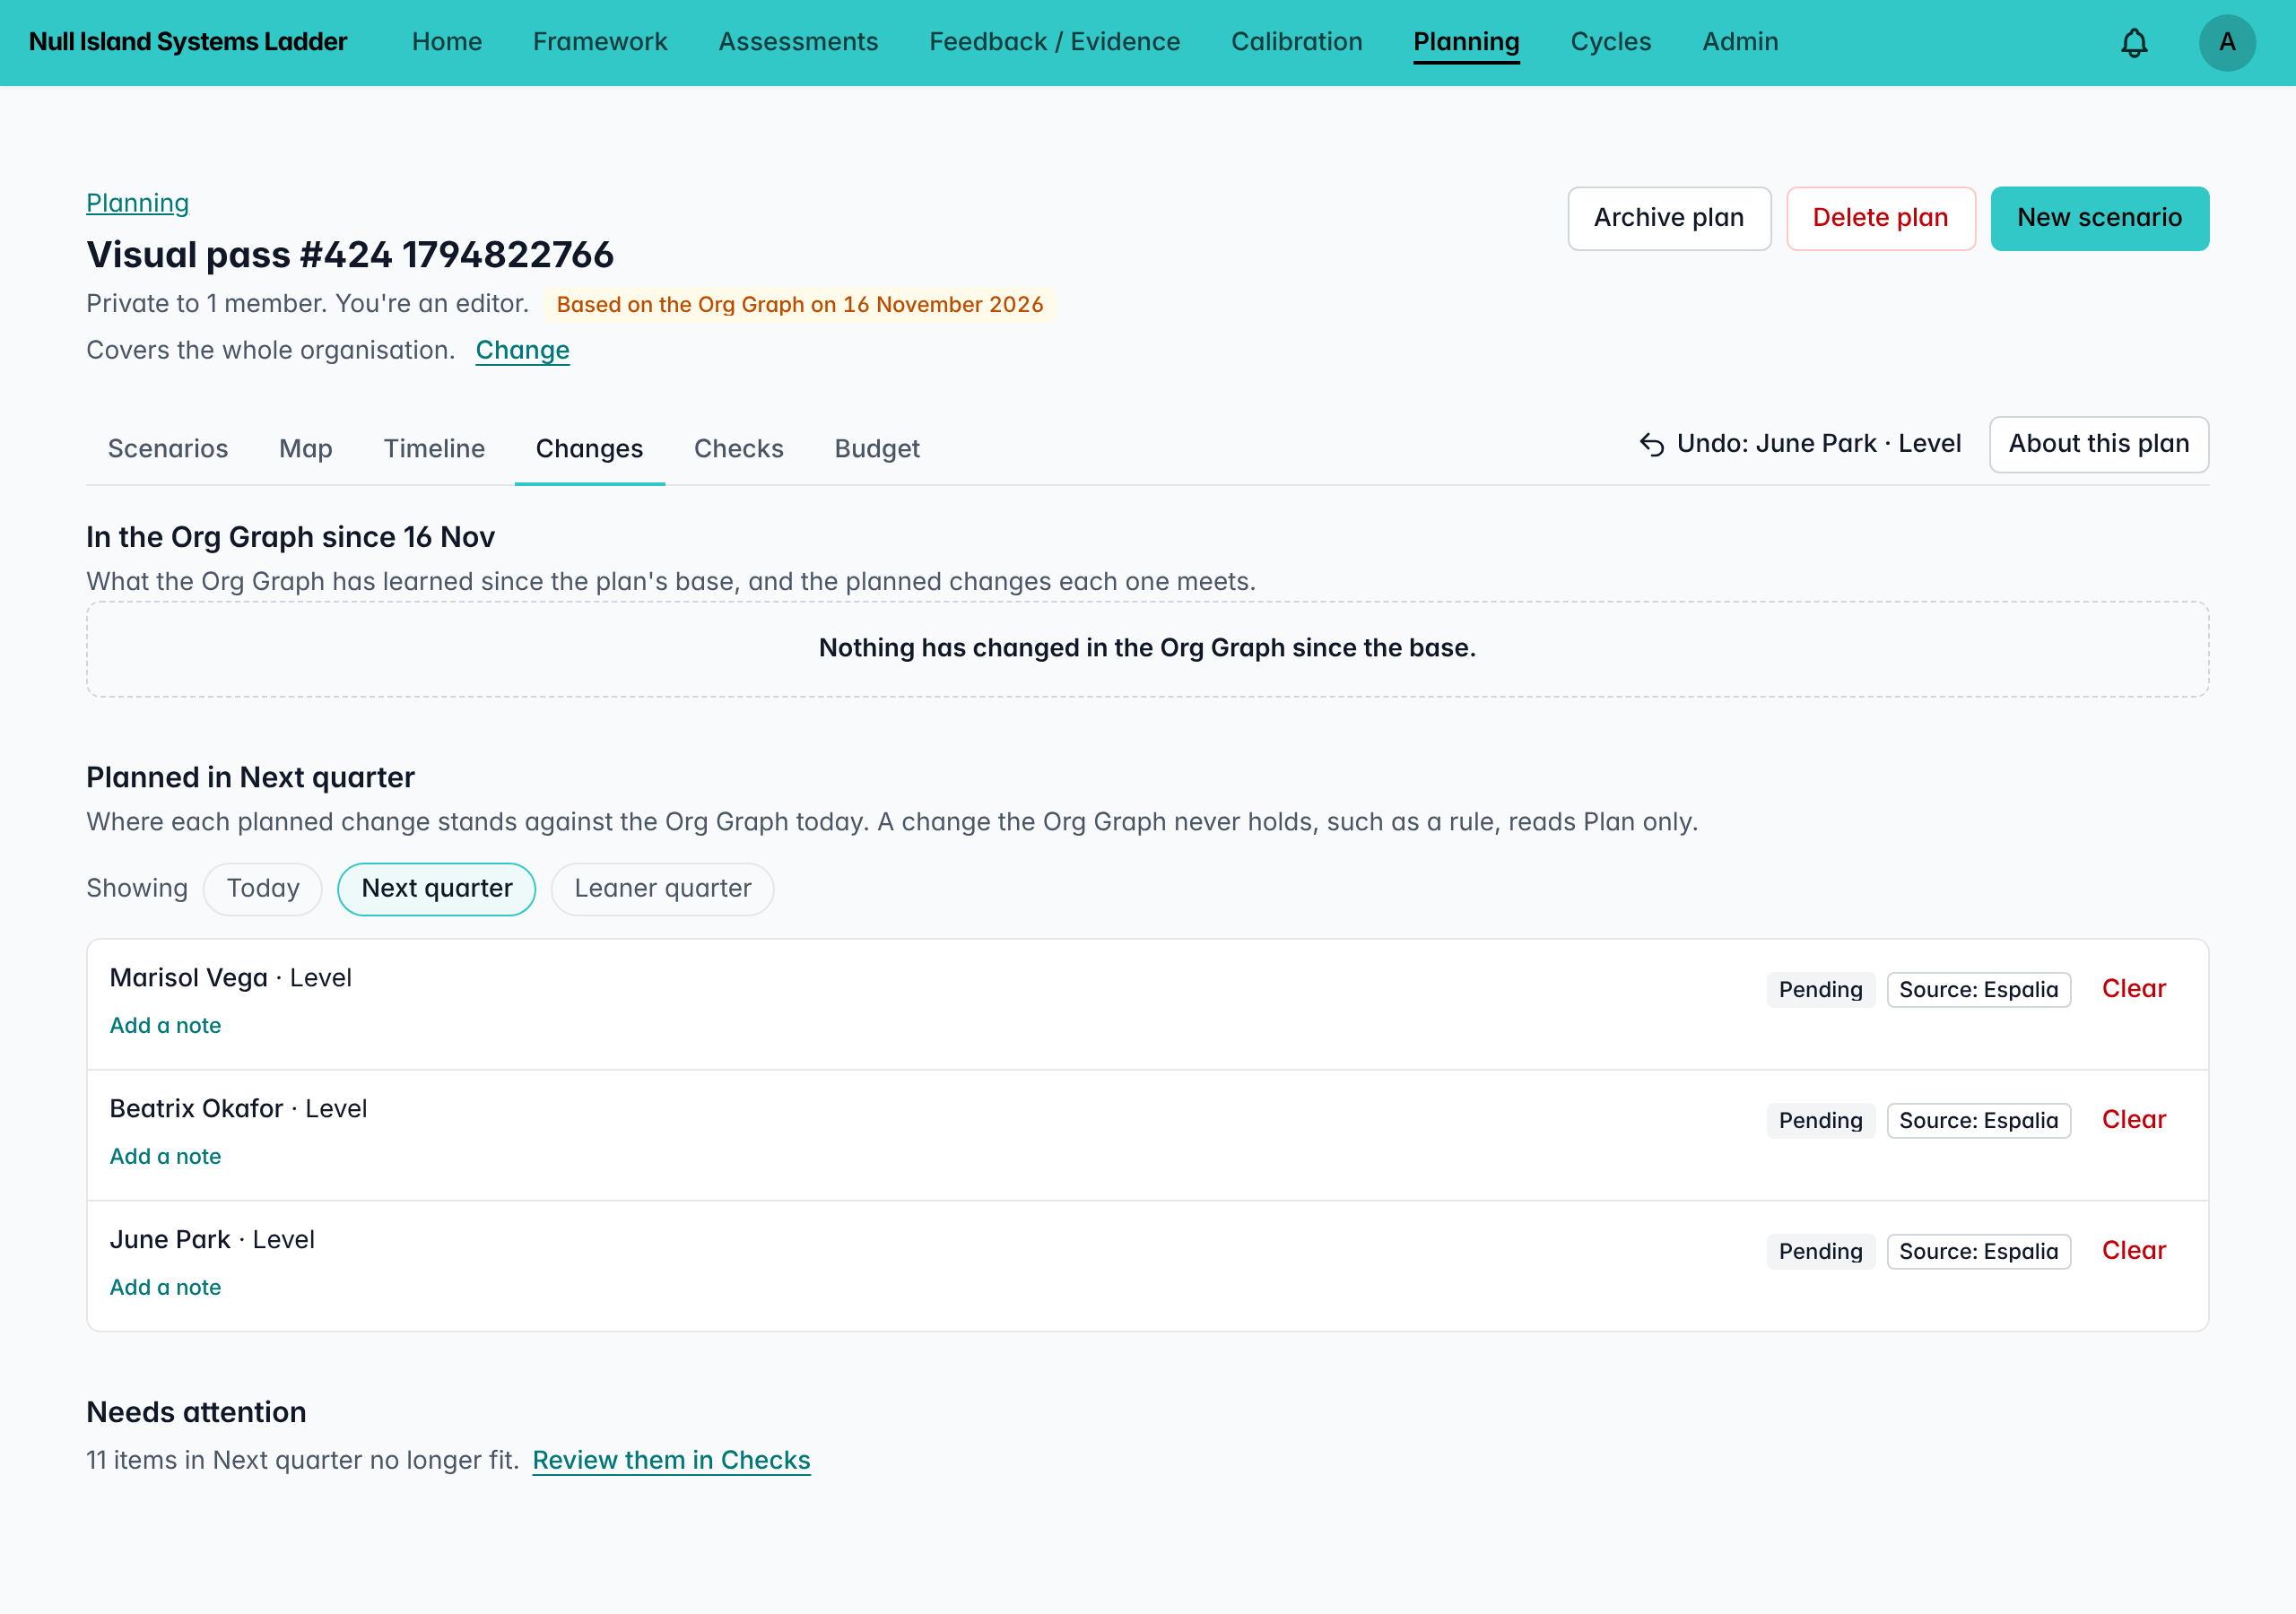 Null Island Systems Ladder Home Framework Assessments Feedback / Evidence Calibration Planning Cycles Admin A
Planning
Visual pass #424 1794822766
Archive plan Delete plan New scenario
Private to 1 member. You're an editor. Based on the Org Graph on 16 November 2026
Covers the whole organisation. Change
Scenarios Map Timeline Changes Checks Budget Undo: June Park · Level About this plan
In the Org Graph since 16 Nov
What the Org Graph has learned since the plan's base, and the planned changes each one meets.
Nothing has changed in the Org Graph since the base.
Planned in Next quarter
Where each planned change stands against the Org Graph today. A change the Org Graph never holds, such as a rule, reads Plan only.
Showing Today Next quarter Leaner quarter
Marisol Vega · Level Pending Source: Espalia Clear
Add a note
Beatrix Okafor · Level Pending Source: Espalia Clear
Add a note
June Park · Level Pending Source: Espalia Clear
Add a note
Needs attention
11 items in Next quarter no longer fit. Review them in Checks